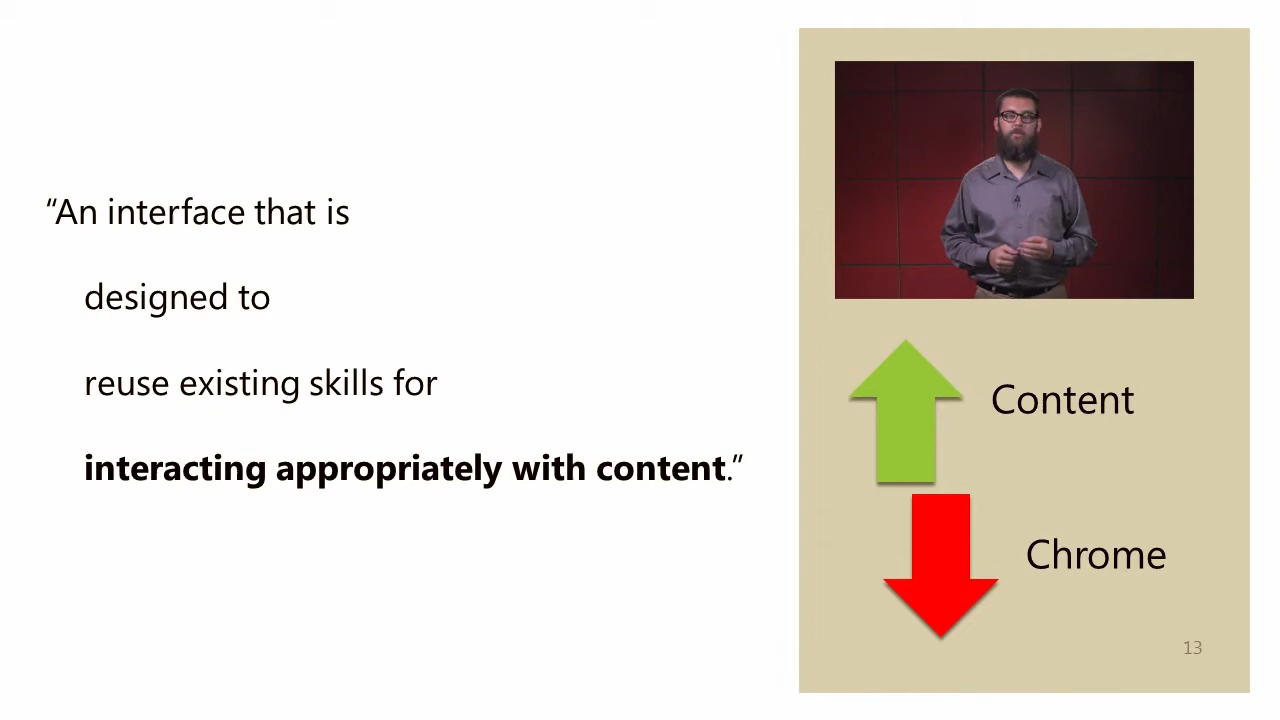 “An interface that is
designed to
reuse existing skills for
interacting appropriately with content.”
Content
Chrome
13